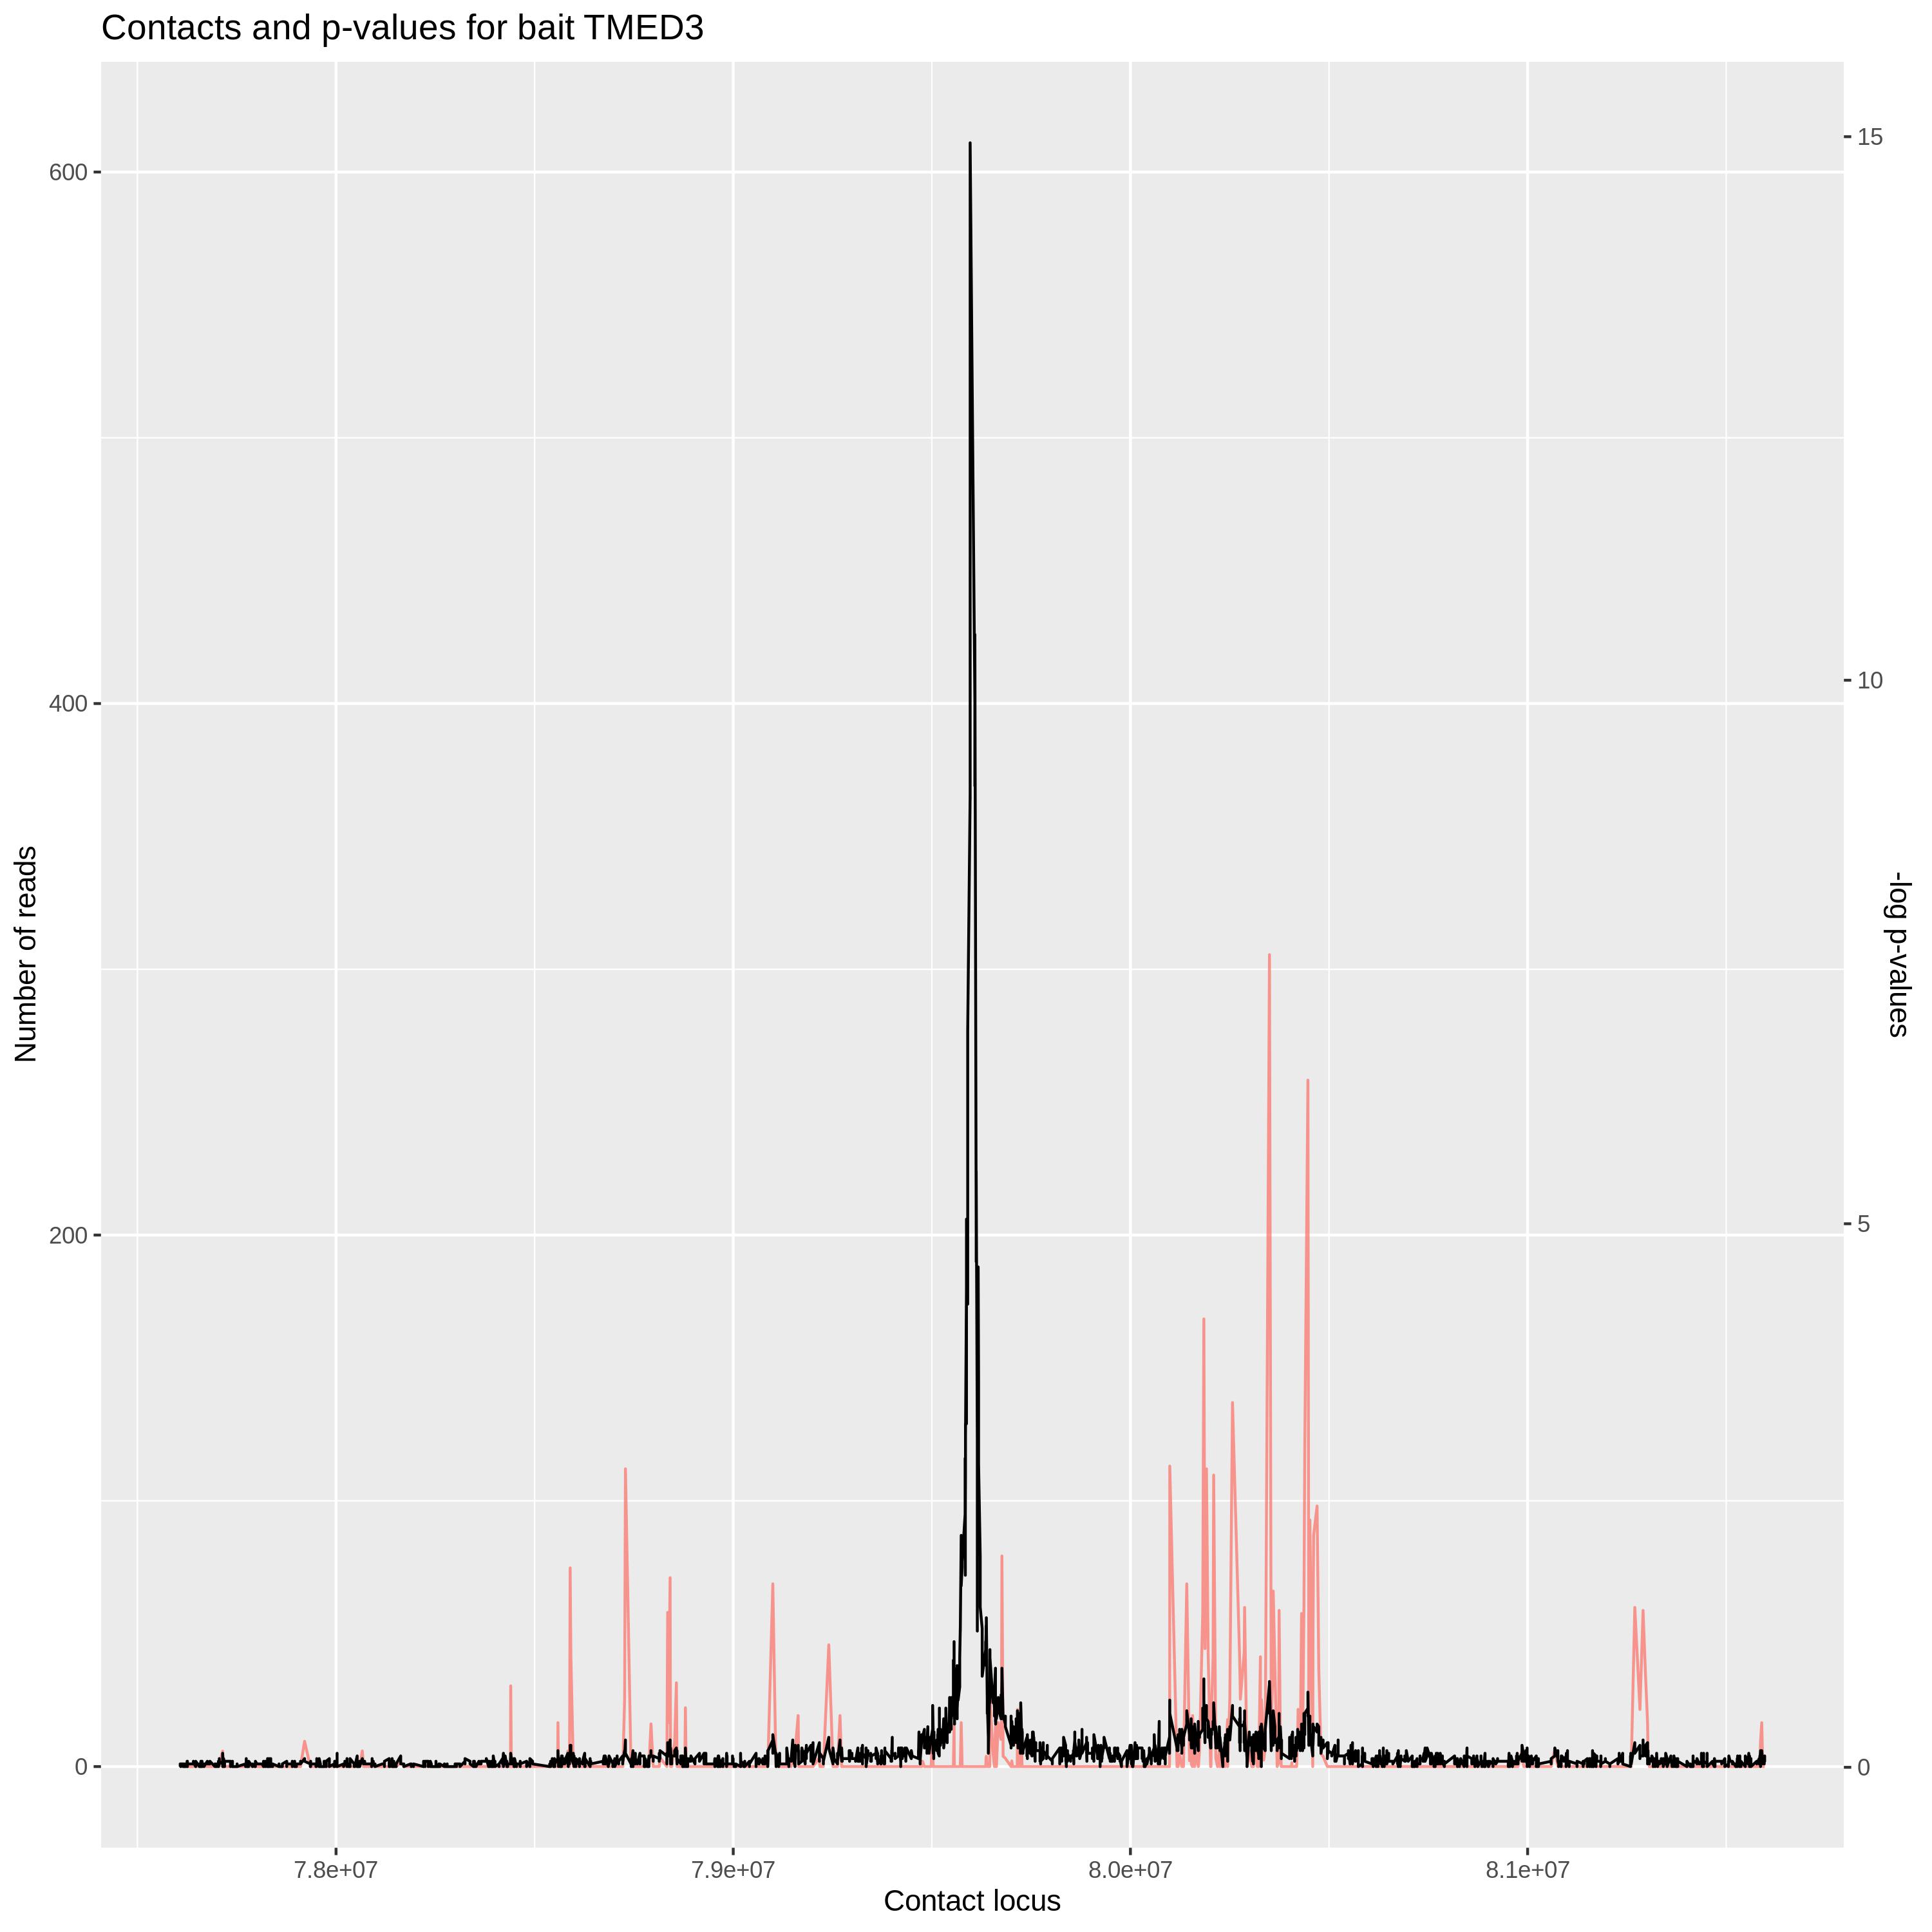 Contacts and p-values for bait TMED3
600
400
200
0
15
10
5
0
Number of reads
-log p-values
7.8e+07
7.9e+07
8.0e+07
8.1e+07
Contact locus